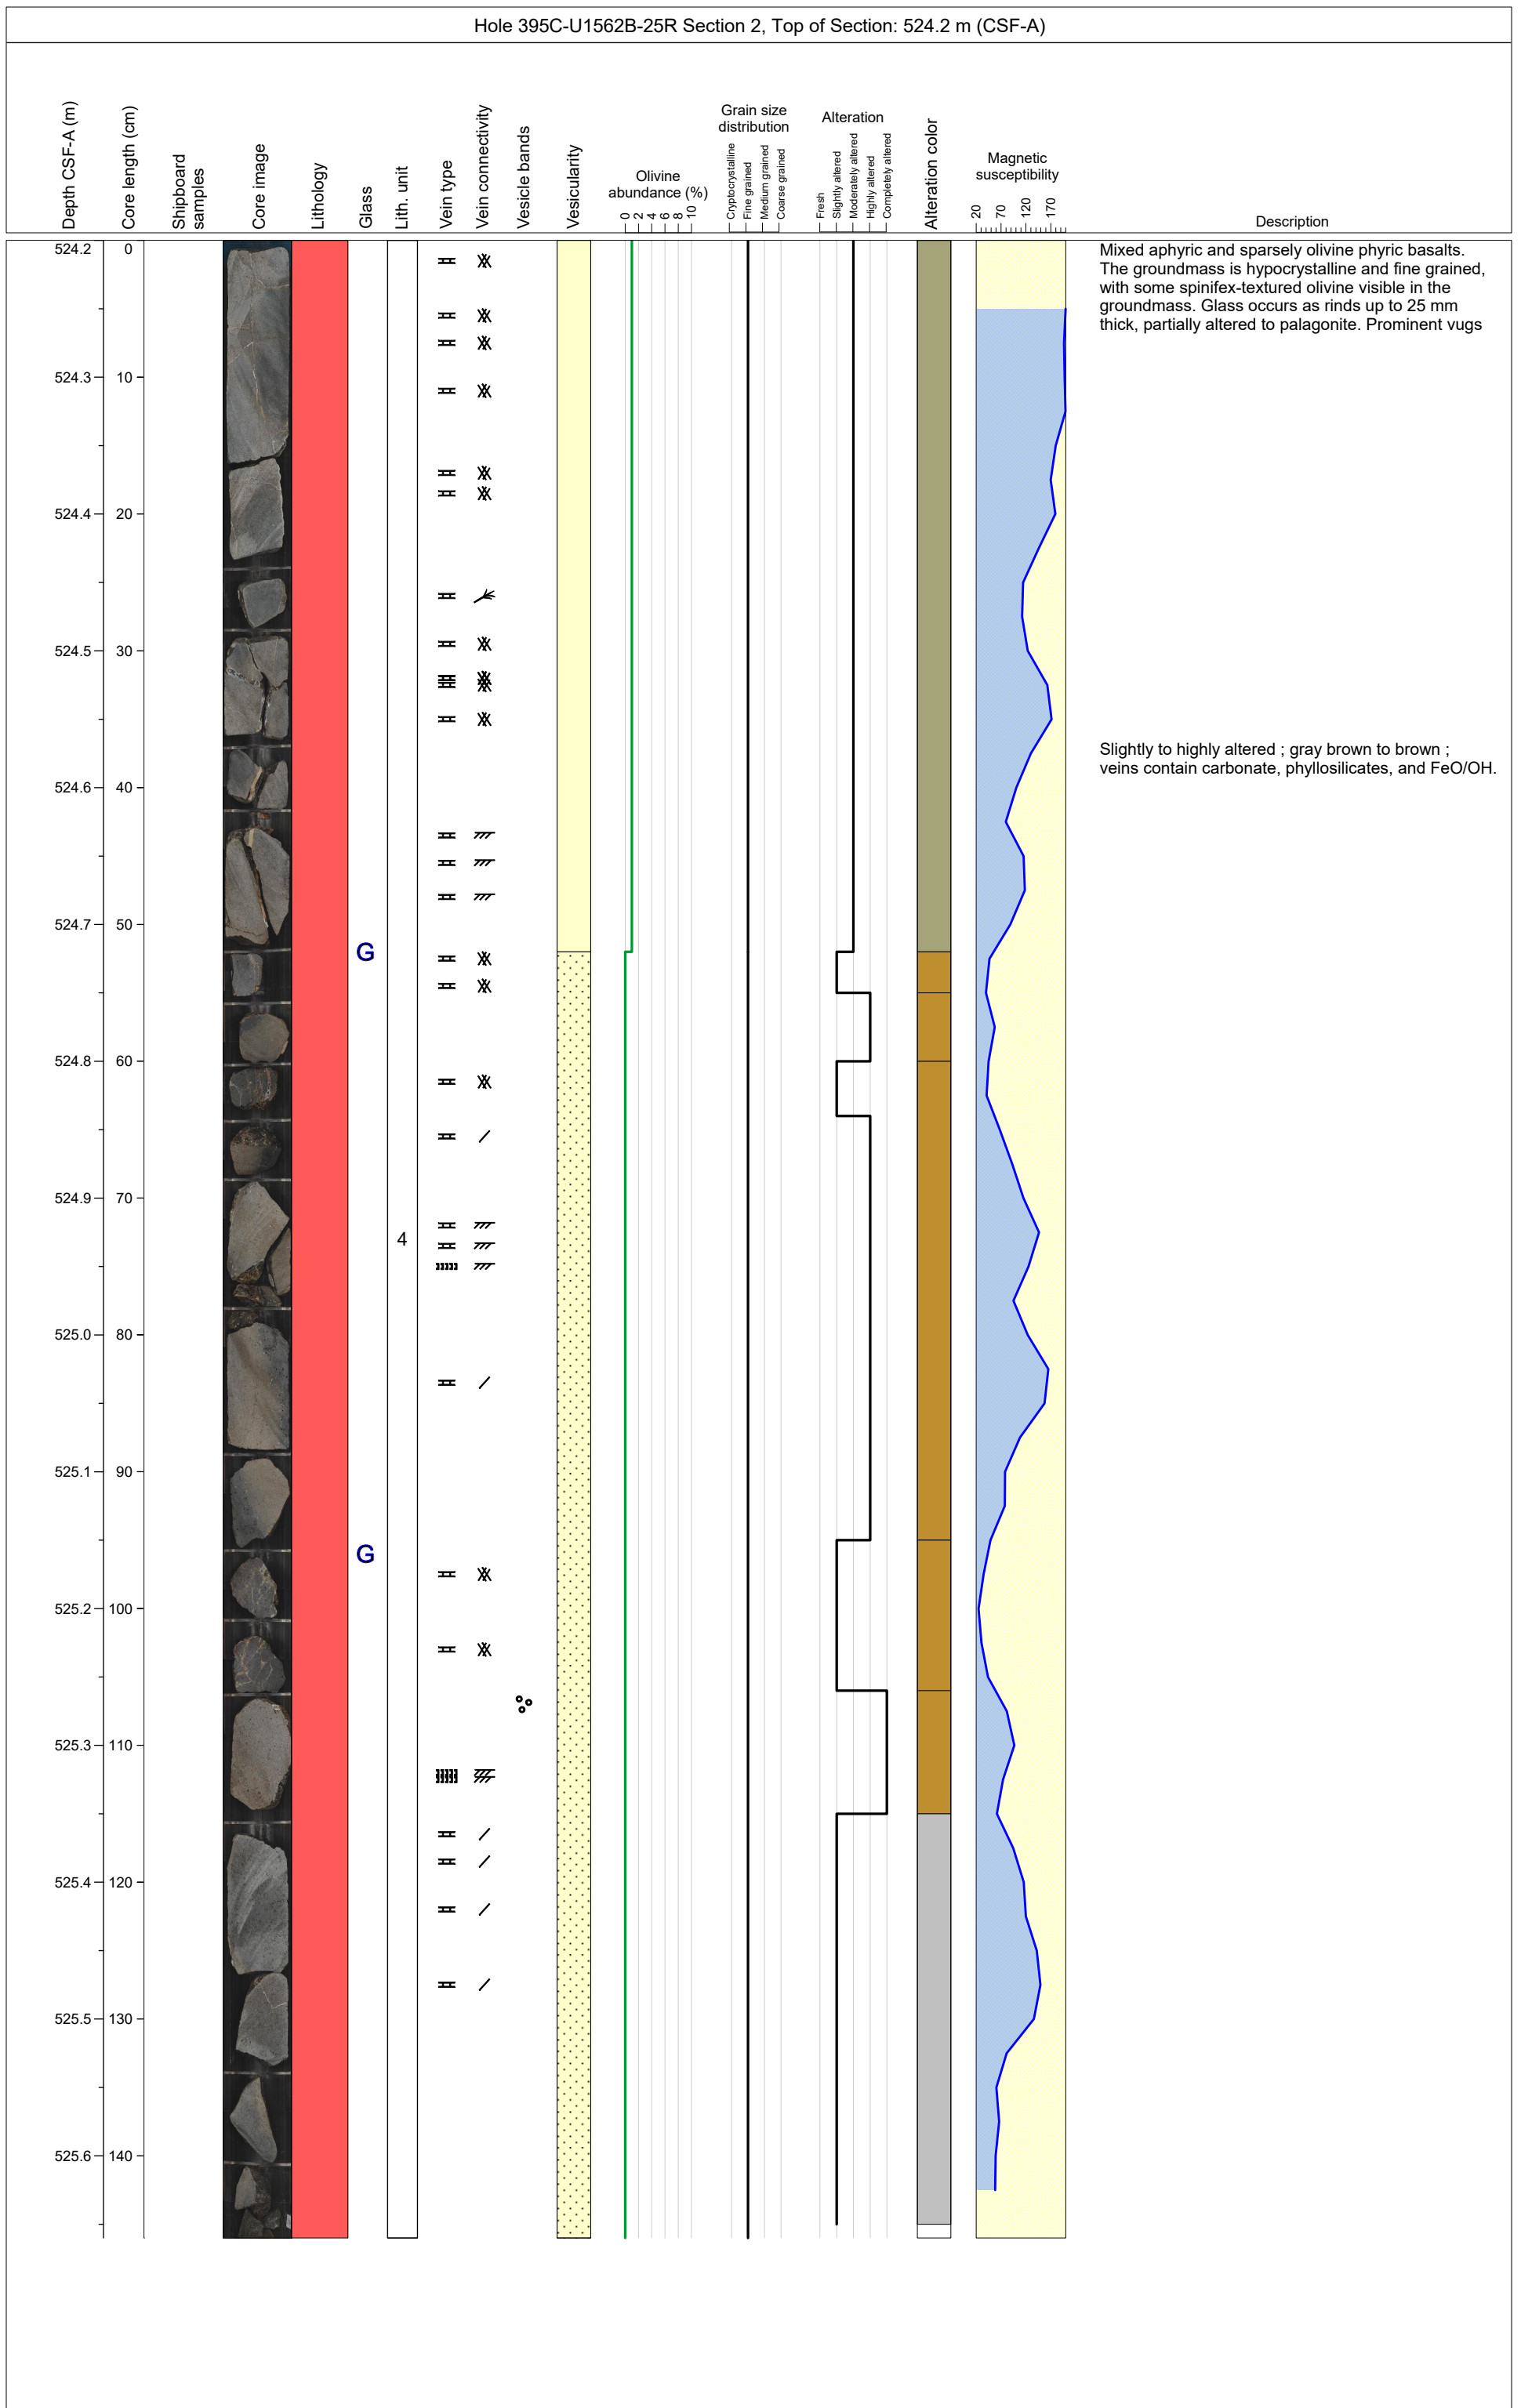 Hole 395C-U1562B-25R Section 2, Top of Section: 524.2 m (CSF-A)
Depth CSF-A (m)
Core length (cm)
Shipboard
samples
Core image
Lithology
Glass
Lith. unit
Vein type
Vein connectivity
Vesicle bands
Vesicularity
Olivine
abundance (%)
0 2 4 6 8 10
Grain size
distribution
Cryptocrystalline
Fine grained
Medium grained
Coarse grained
Alteration
Fresh
Slightly altered
Moderately altered
Highly altered
Completely altered
Alteration color
Magnetic
susceptibility
20 70 120 170
Description
524.2 0
Mixed aphyric and sparsely olivine phyric basalts.
The groundmass is hypocrystalline and fine grained,
with some spinifex-textured olivine visible in the
groundmass. Glass occurs as rinds up to 25 mm
thick, partially altered to palagonite. Prominent vugs
524.3 10
524.4 20
524.5 30
Slightly to highly altered ; gray brown to brown ;
veins contain carbonate, phyllosilicates, and FeO/OH.
524.6 40
524.7 50
G
524.8 60
524.9 70
4
525.0 80
525.1 90
G
525.2 100
525.3 110
525.4 120
525.5 130
525.6 140